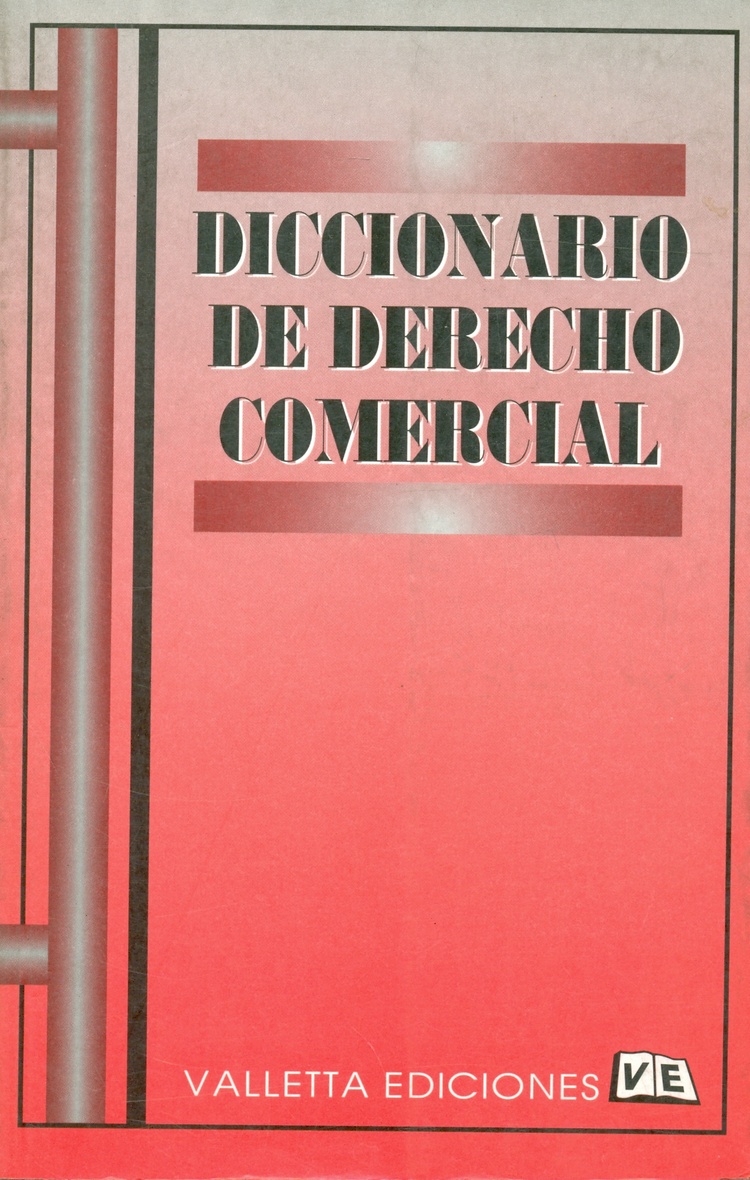 DICCIONARIO
DE DERECHO
COMERCIAL
VALLETTA EDICIONES
VE